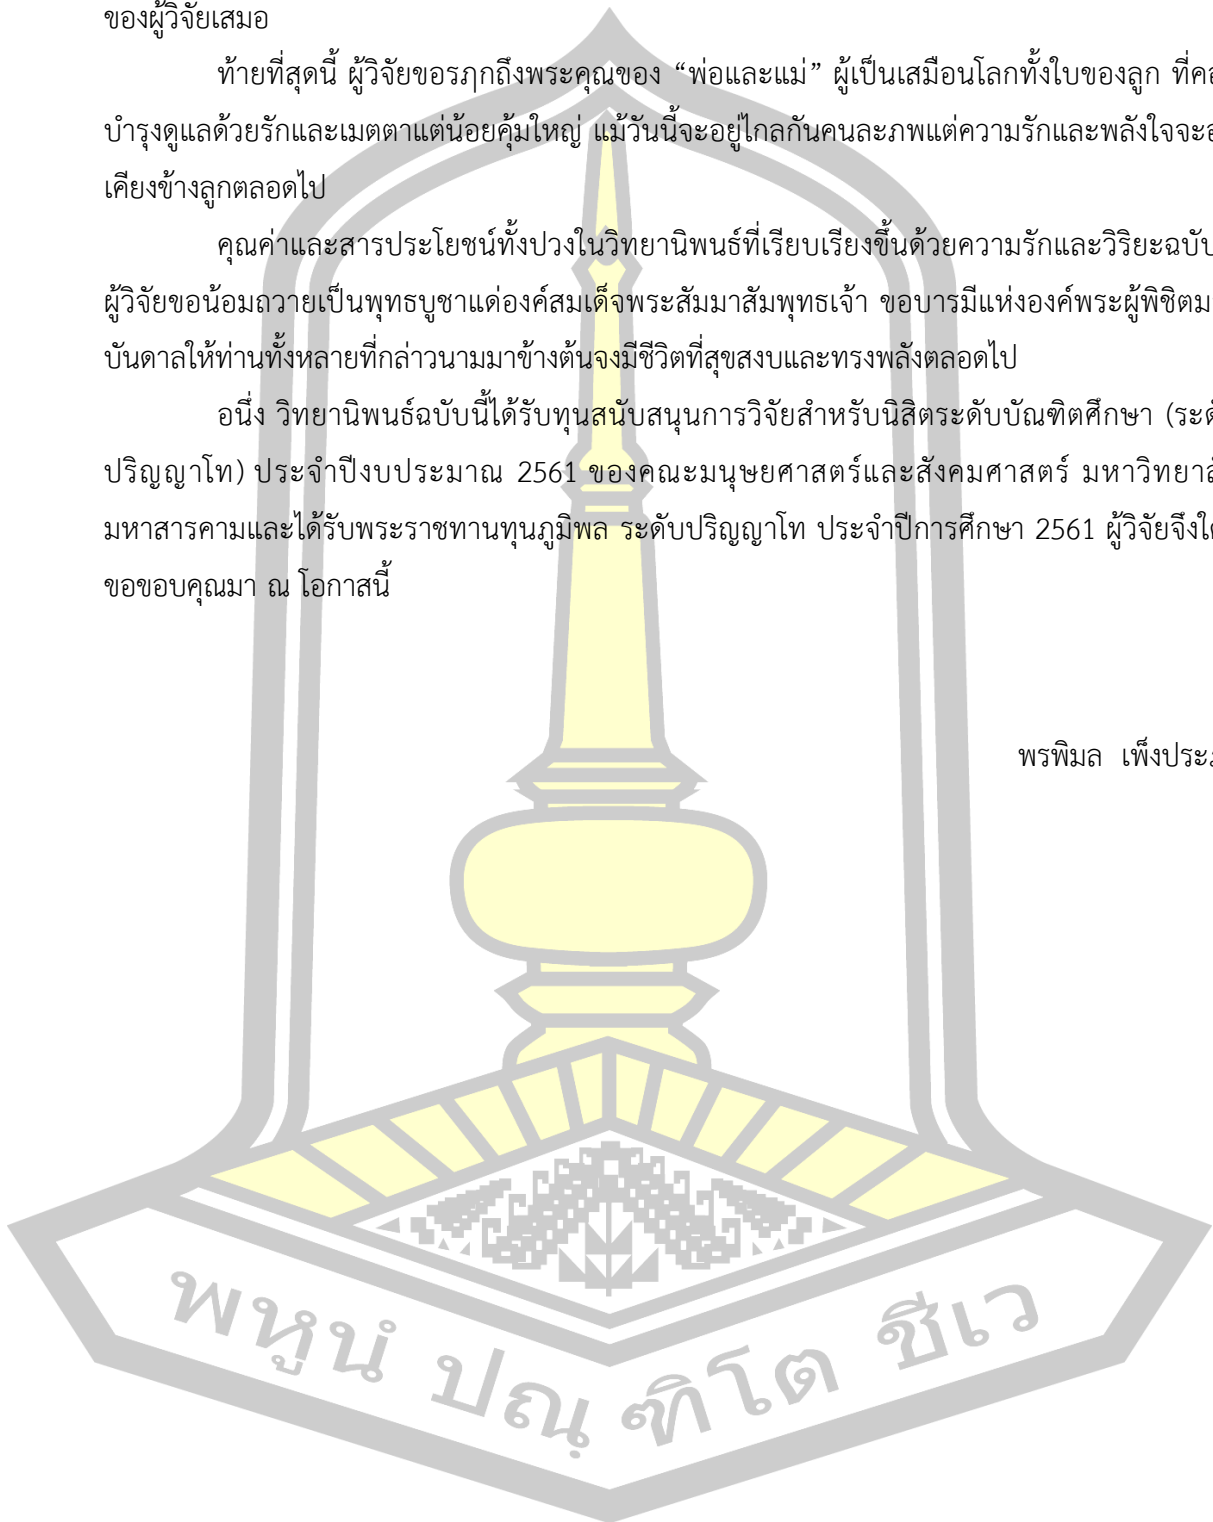 ของผู้วิจัยเสมอ
ท้ายที่สุดนี้ ผู้วิจัยขอรฦกถึงพระคุณของ “พ่อและแม่” ผู้เป็นเสมือนโลกทั้งใบของลูก ที่
บำรุงดูแลด้วยรักและเมตตาแต่น้อยคุ้มใหญ่ แม้วันนี้จะอยู่ไกลกันคนละภพแต่ความรักและพลังใจจะ
เคียงข้างลูกตลอดไป
คุณค่าและสารประโยชน์ทั้งปวงในวิทยานิพนธ์ที่เรียบเรียงขึ้นด้วยความรักและวิริยะฉบับ
ผู้วิจัยขอน้อมถวายเป็นพุทธบูชาแด่องค์สมเด็จพระสัมมาสัมพุทธเจ้า ขอบารมีแห่งองค์พระผู้พิชิต
บันดาลให้ท่านทั้งหลายที่กล่าวนามมาข้างต้นจงมีชีวิตที่สุขสงบและทรงพลังตลอดไป
อนึ่ง วิทยานิพนธ์ฉบับนี้ได้รับทุนสนับสนุนการวิจัยสำหรับนิสิตระดับบัณฑิตศึกษา
ปริญญาโท) ประจำปีงบประมาณ 2561 ของคณะมนุษยศาสตร์และสังคมศาสตร์
มหาสารคามและได้รับพระราชทานทุนภูมิพล ระดับปริญญาโท ประจำปีการศึกษา 2561 ผู้วิจัยจึง
ขอขอบคุณมา ณ โอกาสนี้
พรพิมล
พหูนํ ปณฺฑิโต ชีเว